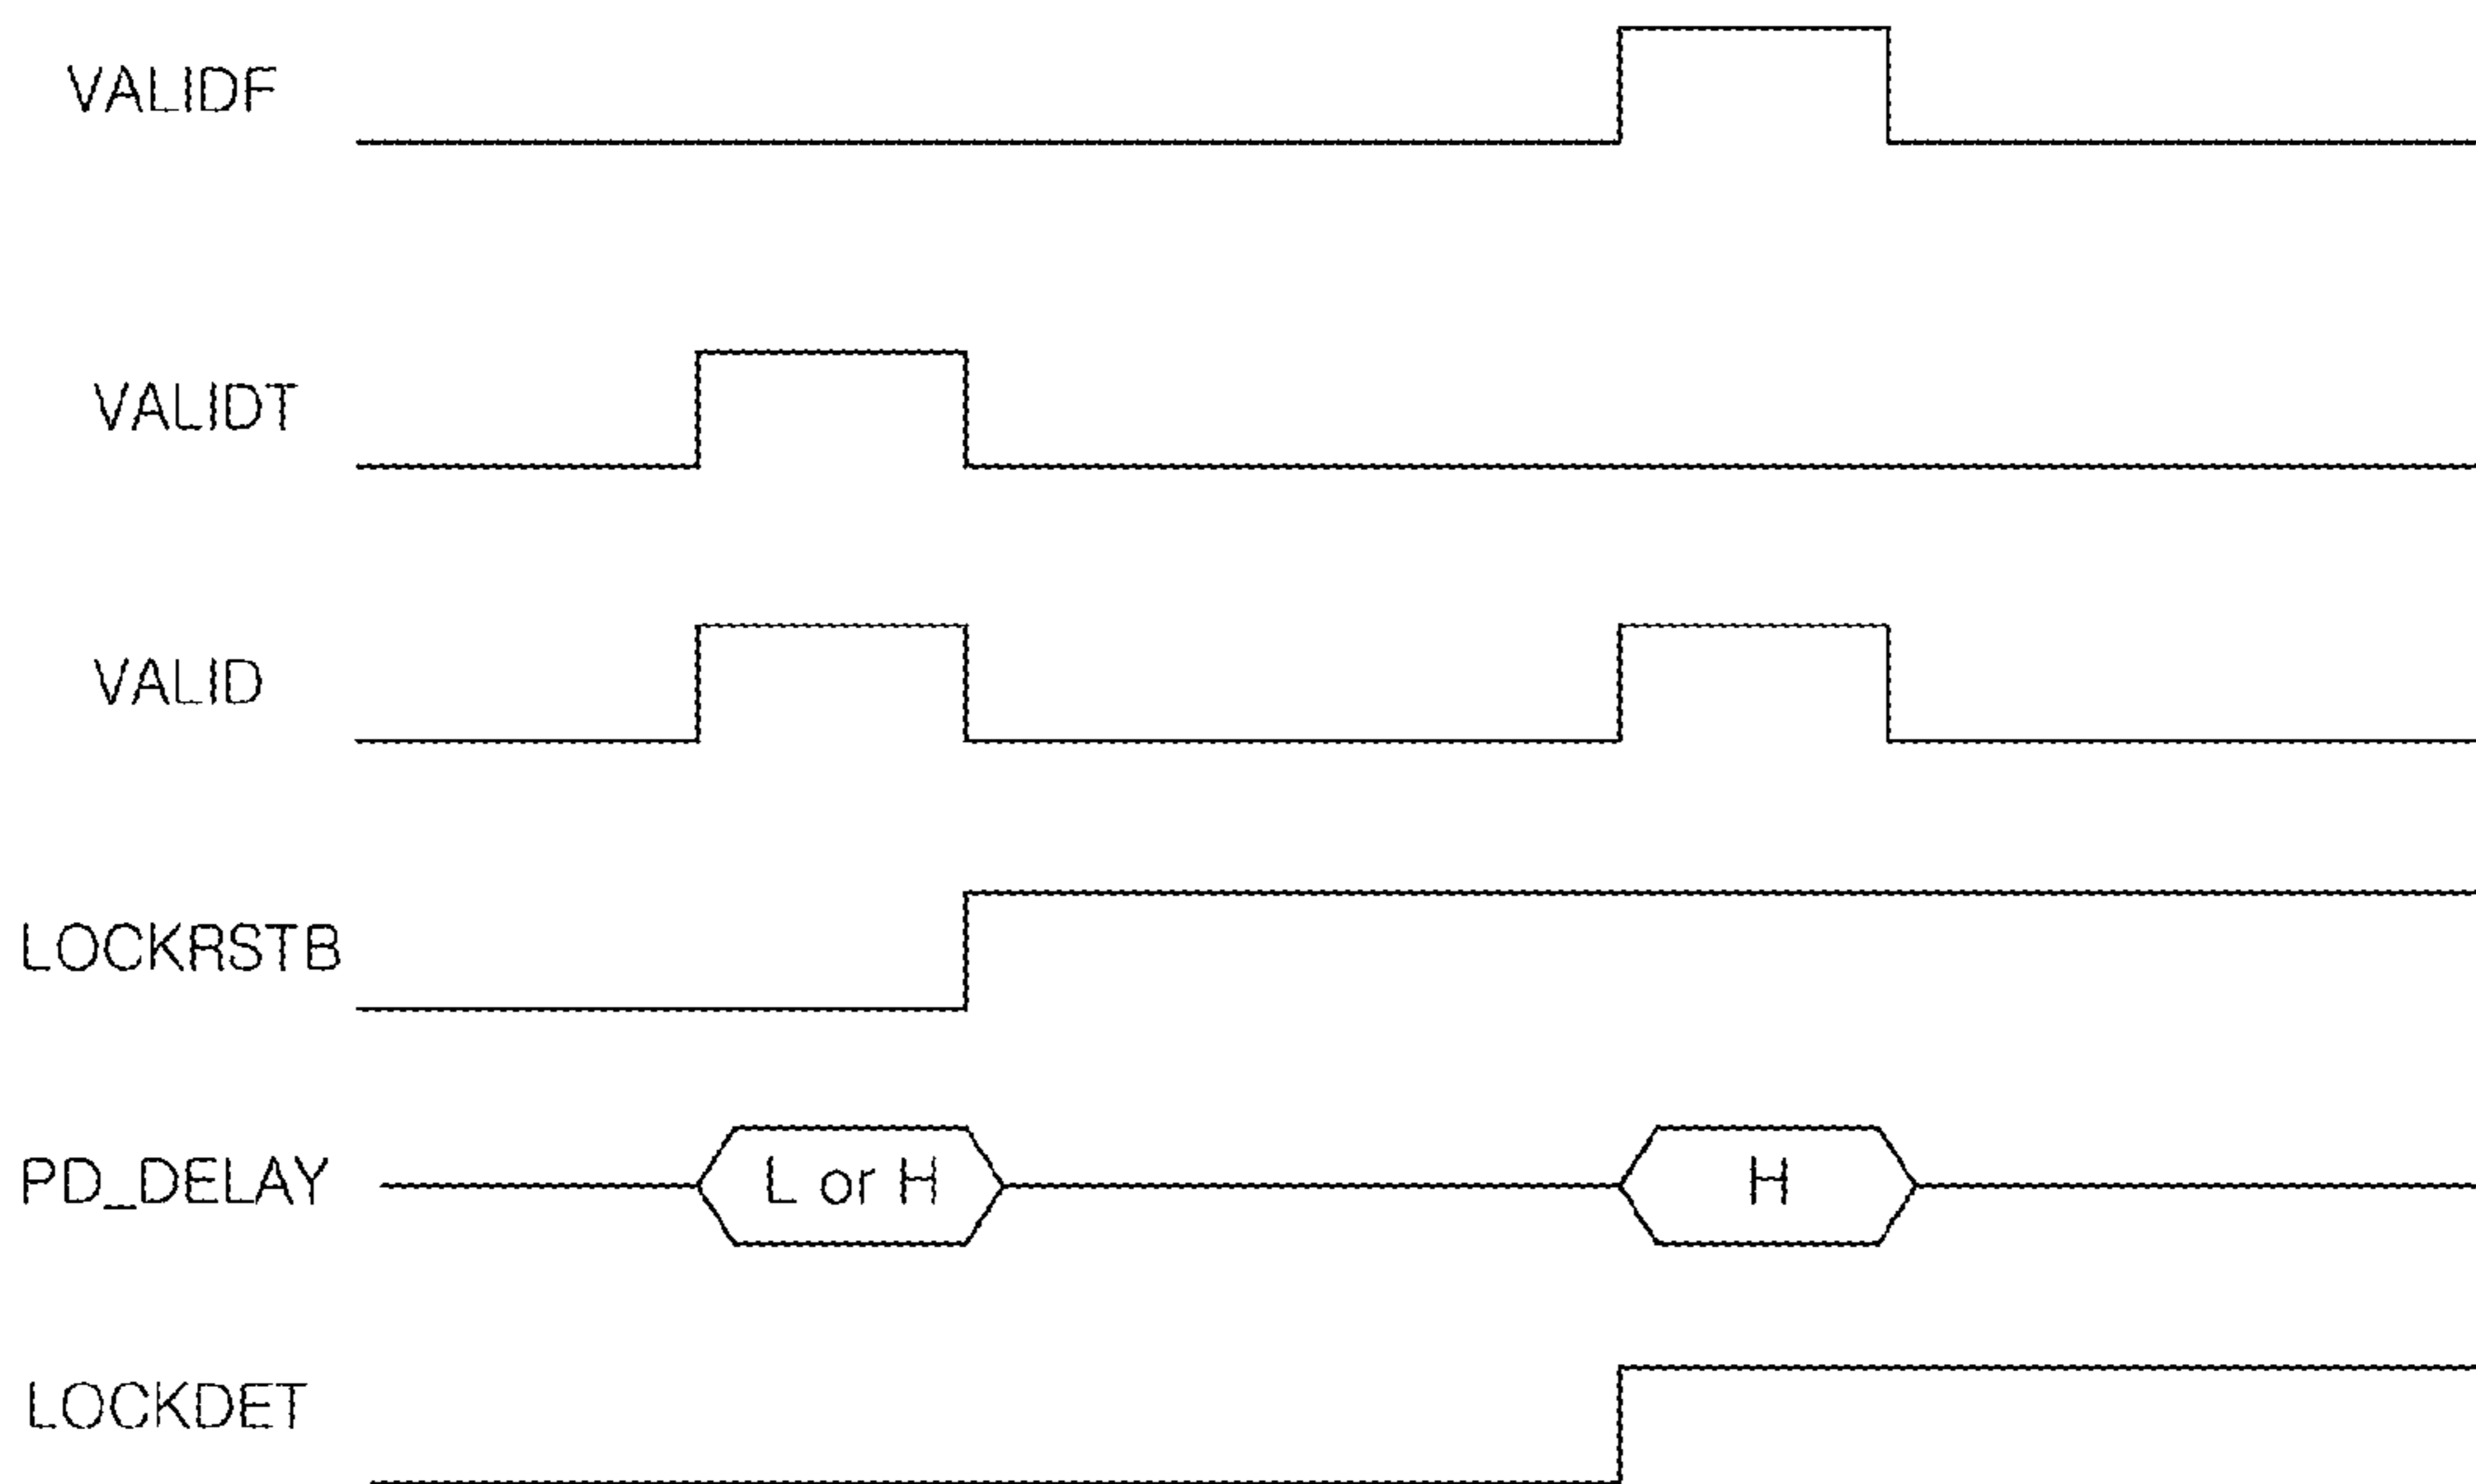 VALIDF
VALIDT
VALID
LOCKRSTB
PD_DELAY L or H H
LOCKDET